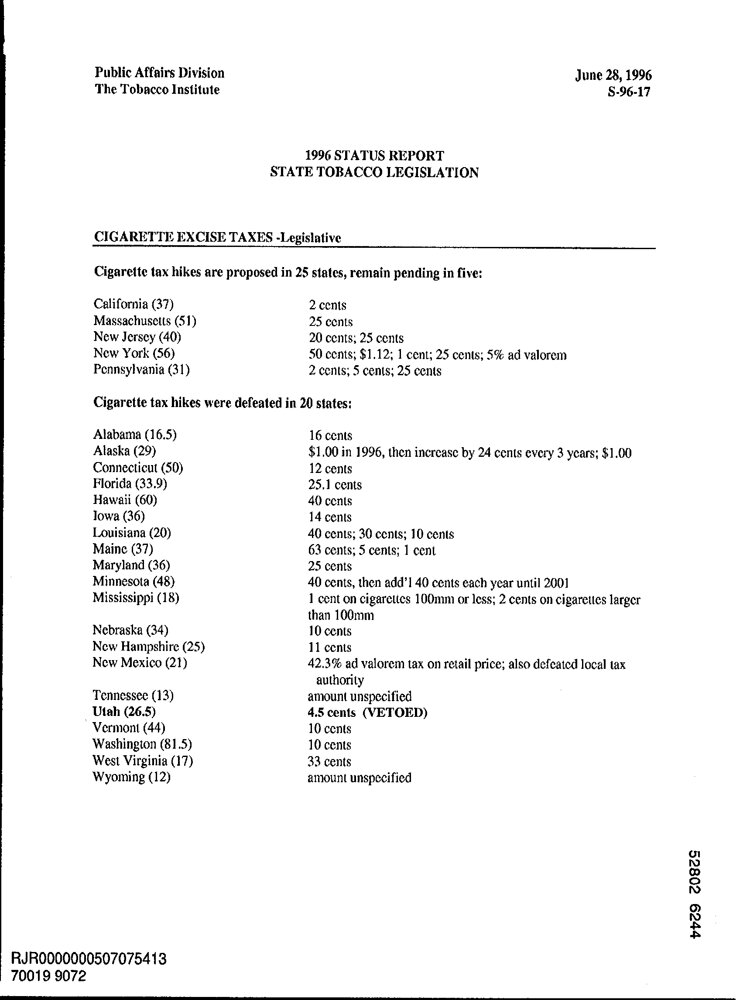 Public Affairs Division
The Tobacco Institute
June 28, 1996
S-96-17
1996 STATUS REPORT
STATE TOBACCO LEGISLATION
CIGARETTE EXCISE TAXES -Legislative
Cigarette tax hikes are proposed in 25 states, remain pending in five:
California (37) 2 cents
Massachusetts (51) 25 cents
New Jersey (40) 20 cents; 25 cents
New York (56) 50 cents; $1.12; 1 cent; 25 cents; 5% ad valorem
Pennsylvania (31) 2 cents; 5 cents; 25 cents
Cigarette tax hikes were defeated in 20 states:
Alabama (16.5) 16 cents
Alaska (29) $1.00 in 1996, then increase by 24 cents every 3 years; $1.00
Connecticut (50) 12 cents
Florida (33.9) 25.1 cents
Hawaii (60) 40 cents
Iowa (36) 14 cents
Louisiana (20) 40 cents; 30 cents; 10 cents
Maine (37) 63 cents; 5 cents; 1 cent
Maryland (36) 25 cents
Minnesota (48) 40 cents, then add'l 40 cents each year until 2001
Mississippi (18) 1 cent on cigarettes 100mm or less; 2 cents on cigarettes larger
than 100mm
Nebraska (34) 10 cents
New Hampshire (25) 11 cents
New Mexico (21) 42.3% ad valorem tax on retail price; also defeated local tax
authority
Tennessee (13) amount unspecified
Utah (26.5) 4.5 cents (VETOED)
Vermont (44) 10 cents
Washington (81.5) 10 cents
West Virginia (17) 33 cents
Wyoming (12) amount unspecified
52802 6244
RJR0000000507075413
70019 9072